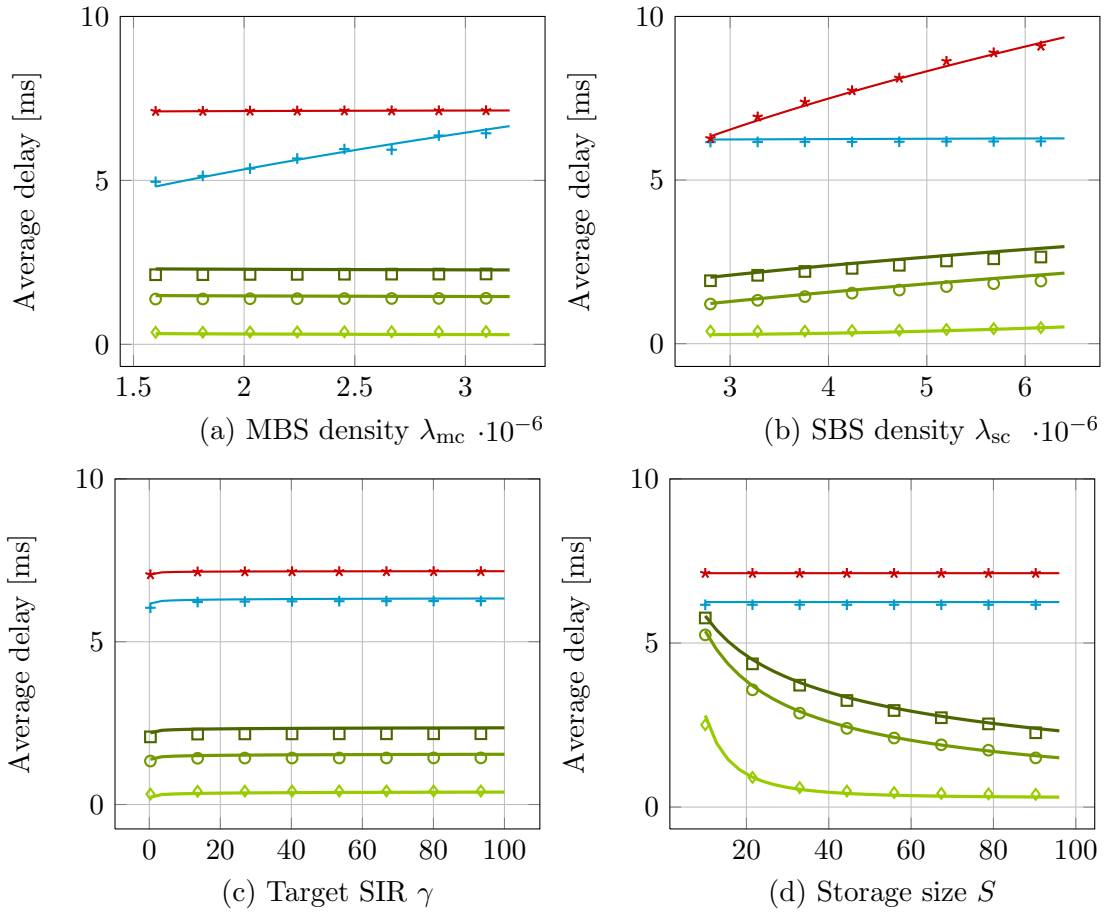 10
5
0
Average delay [ms]
1.5 2 2.5 3
(a) MBS density λmc ·10−6
10
5
0
Average delay [ms]
3 4 5 6
(b) SBS density λsc ·10−6
10
5
0
Average delay [ms]
0 20 40 60 80 100
(c) Target SIR γ
10
5
0
Average delay [ms]
20 40 60 80 100
(d) Storage size S